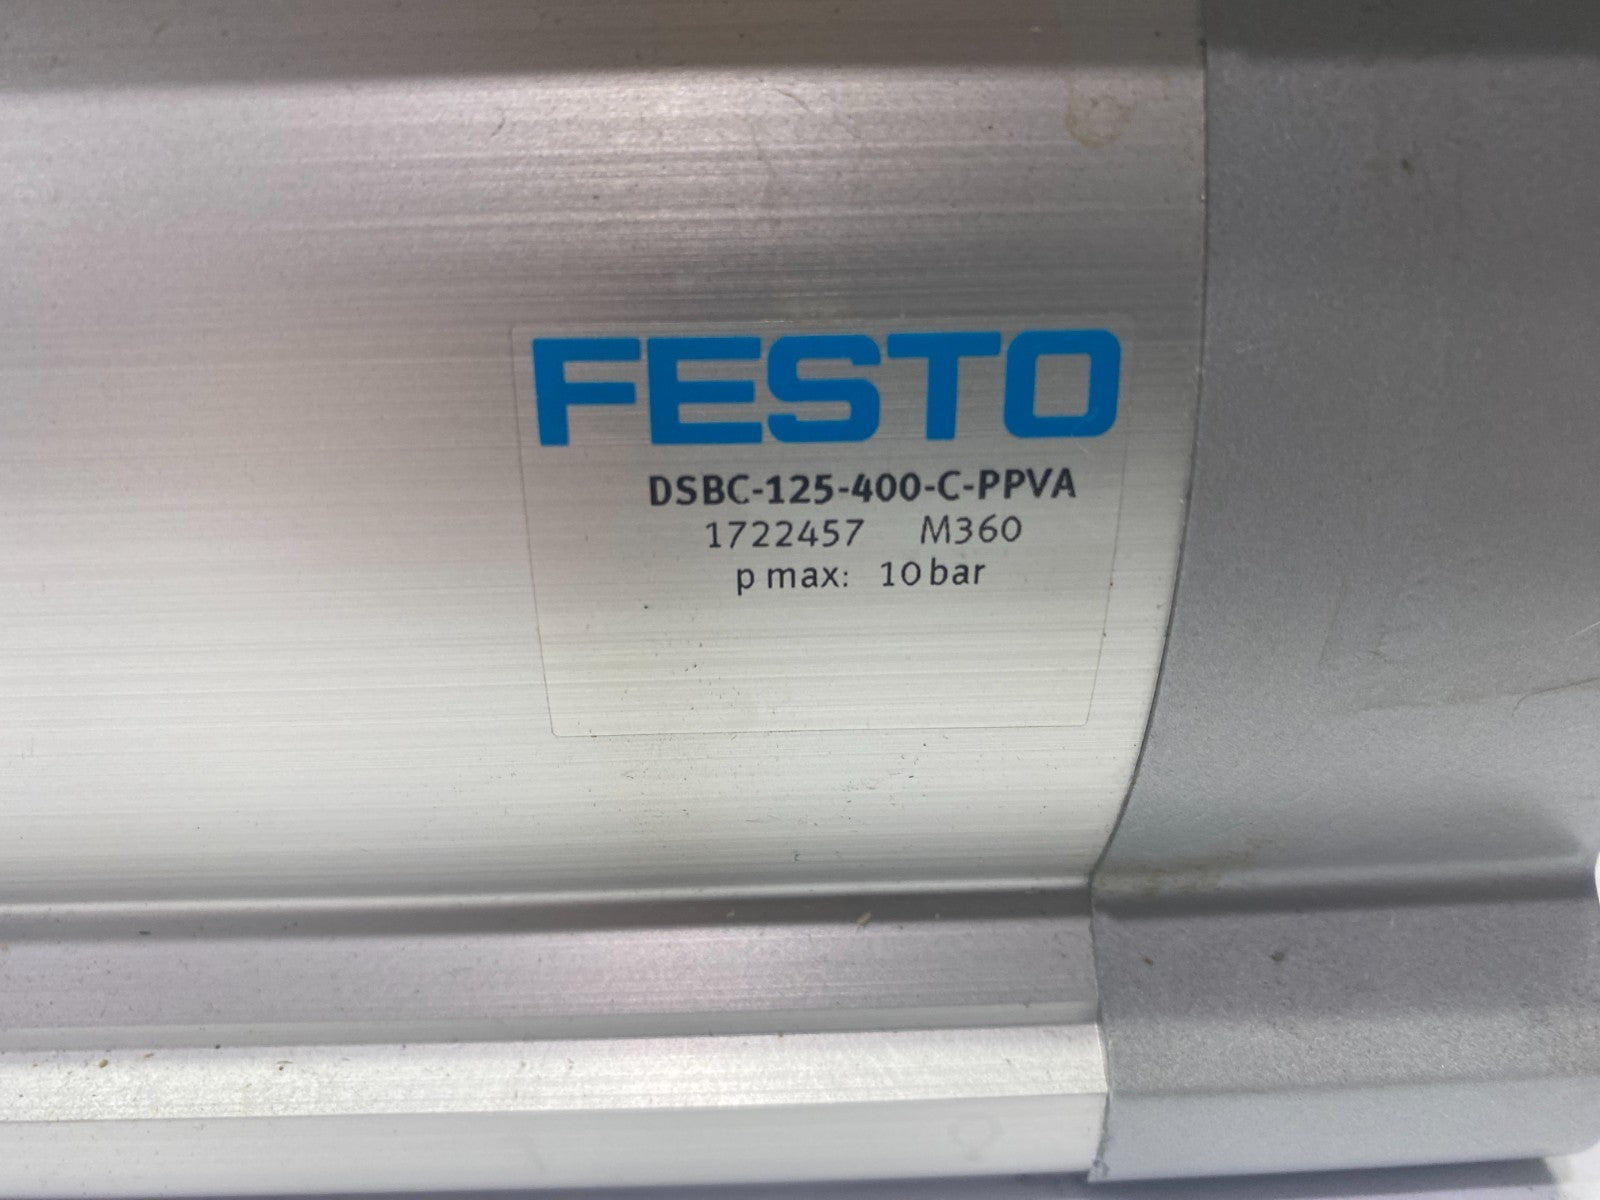 FESTO
DSBC-125-400-C-PPVA
1722457 M360
p max: 10 bar